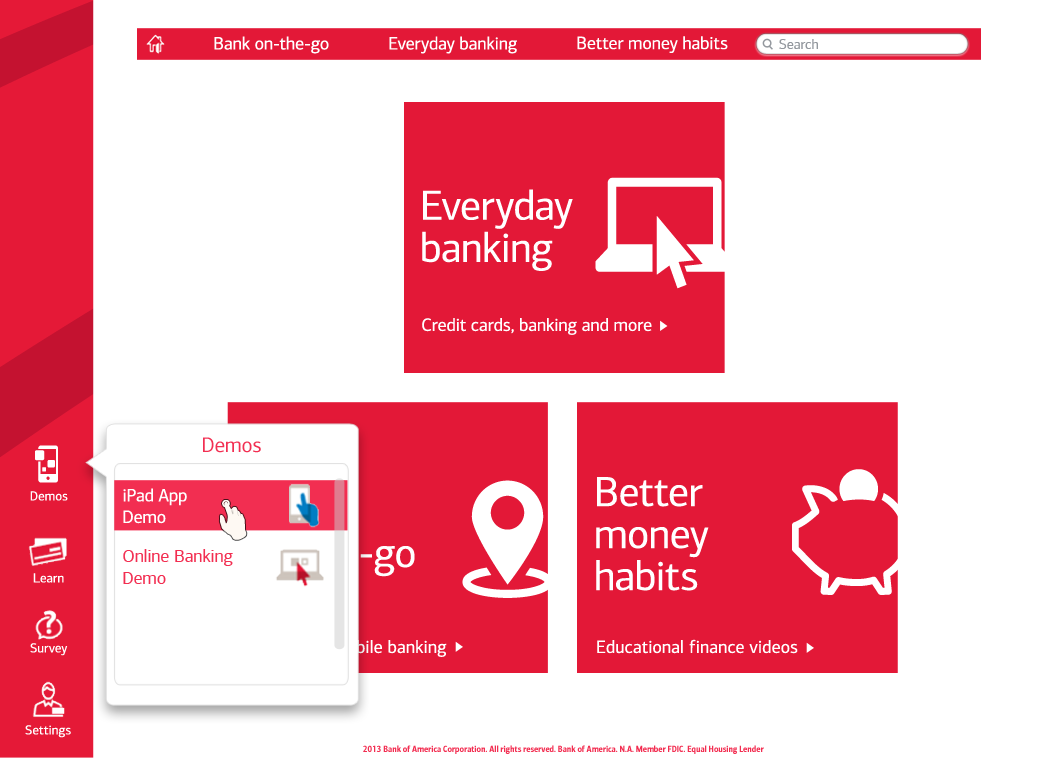 Bank on-the-go
Everyday banking
Better money habits
Search
Everyday
banking
Credit cards, banking and more
Demos
iPad App
Demo
Online Banking
Demo
-go
banking
Better
money
habits
Educational finance videos
Demos
Learn
Survey
Settings
2013 Bank of America Corporation. All rights reserved. Bank of America. N.A. Member FDIC. Equal Housing Lender